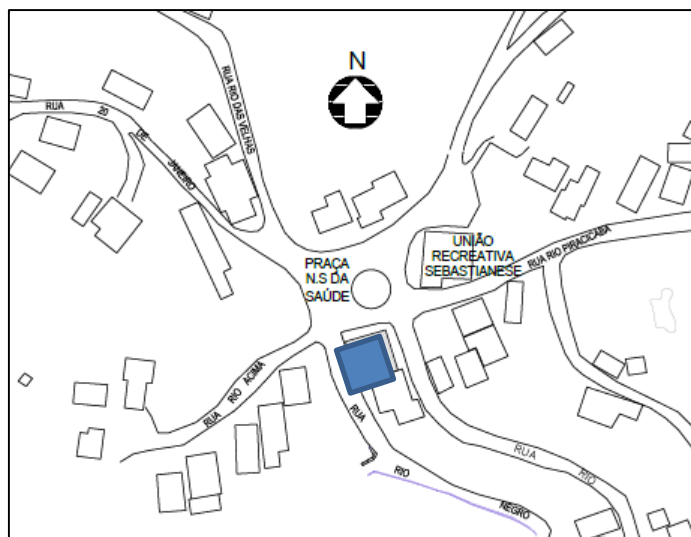 N
RUA RIO DAS VELHAS
RUA 20 DE JANEIRO
PRAÇA
N.S DA
SAÚDE
UNIÃO
RECREATIVA
SEBASTIANESE
RUA RIO PIRACICABA
RUA RIO ACIMA
RUA RIO NEGRO
RUA RIO